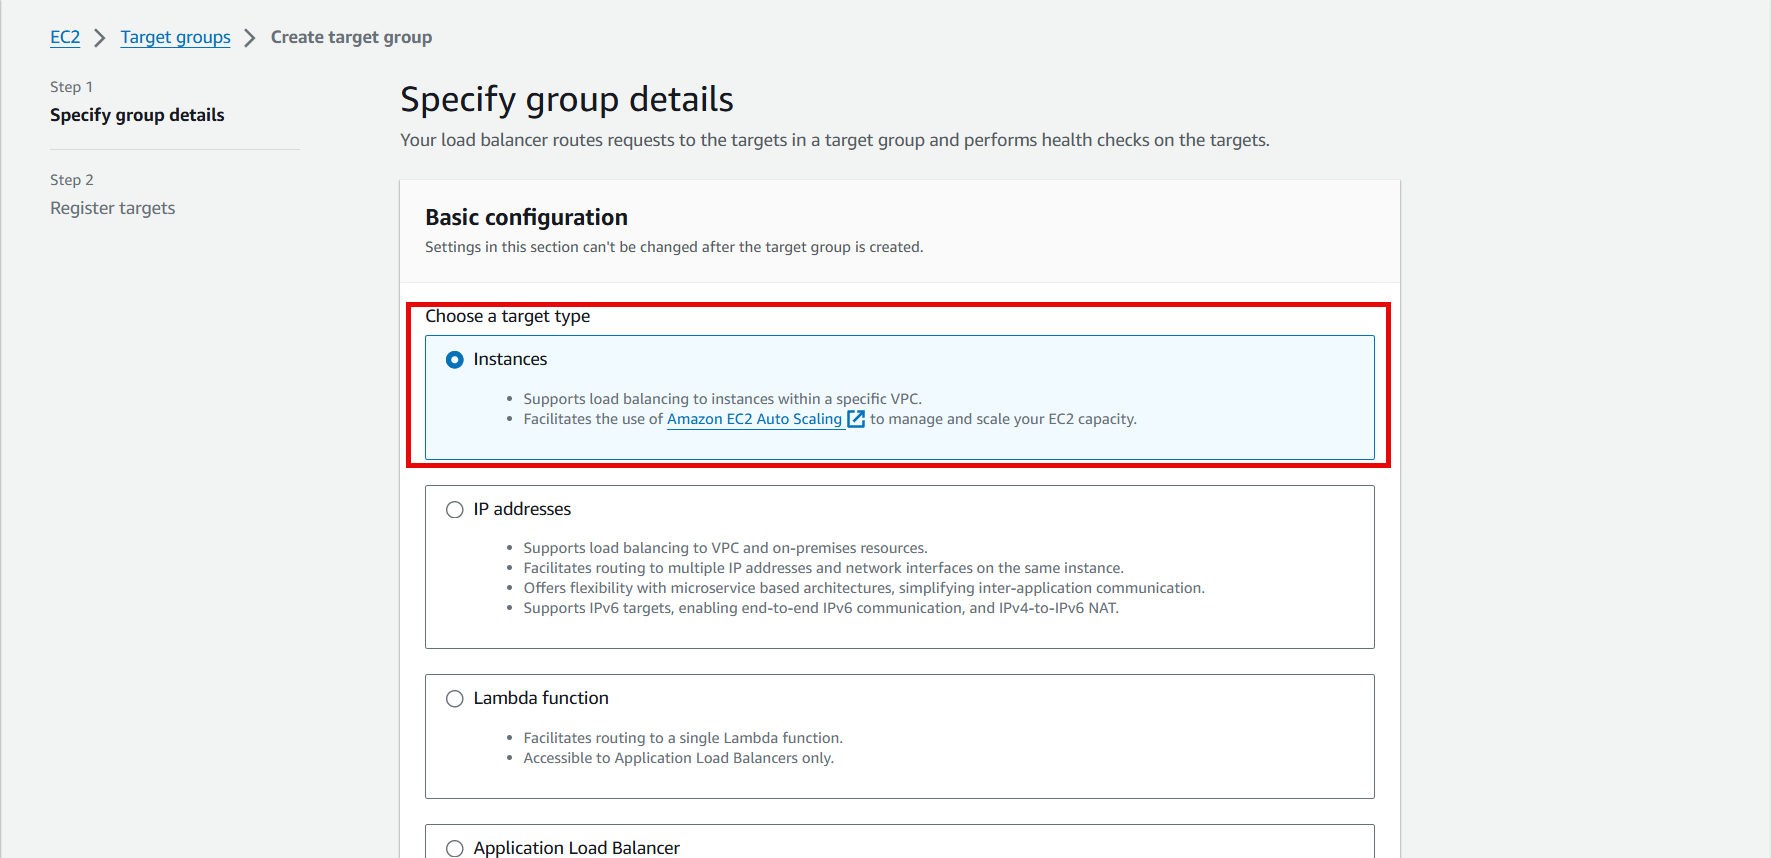 EC2 > Target groups > Create target group
Step 1
Specify group details
Step 2
Register targets
Specify group details
Your load balancer routes requests to the targets in a target group and performs health checks on the targets.
Basic configuration
Settings in this section can't be changed after the target group is created.
Choose a target type
Instances
• Supports load balancing to instances within a specific VPC.
• Facilitates the use of Amazon EC2 Auto Scaling to manage and scale your EC2 capacity.
IP addresses
• Supports load balancing to VPC and on-premises resources.
• Facilitates routing to multiple IP addresses and network interfaces on the same instance.
• Offers flexibility with microservice based architectures, simplifying inter-application communication.
• Supports IPv6 targets, enabling end-to-end IPv6 communication, and IPv4-to-IPv6 NAT.
Lambda function
• Facilitates routing to a single Lambda function.
• Accessible to Application Load Balancers only.
Application Load Balancer